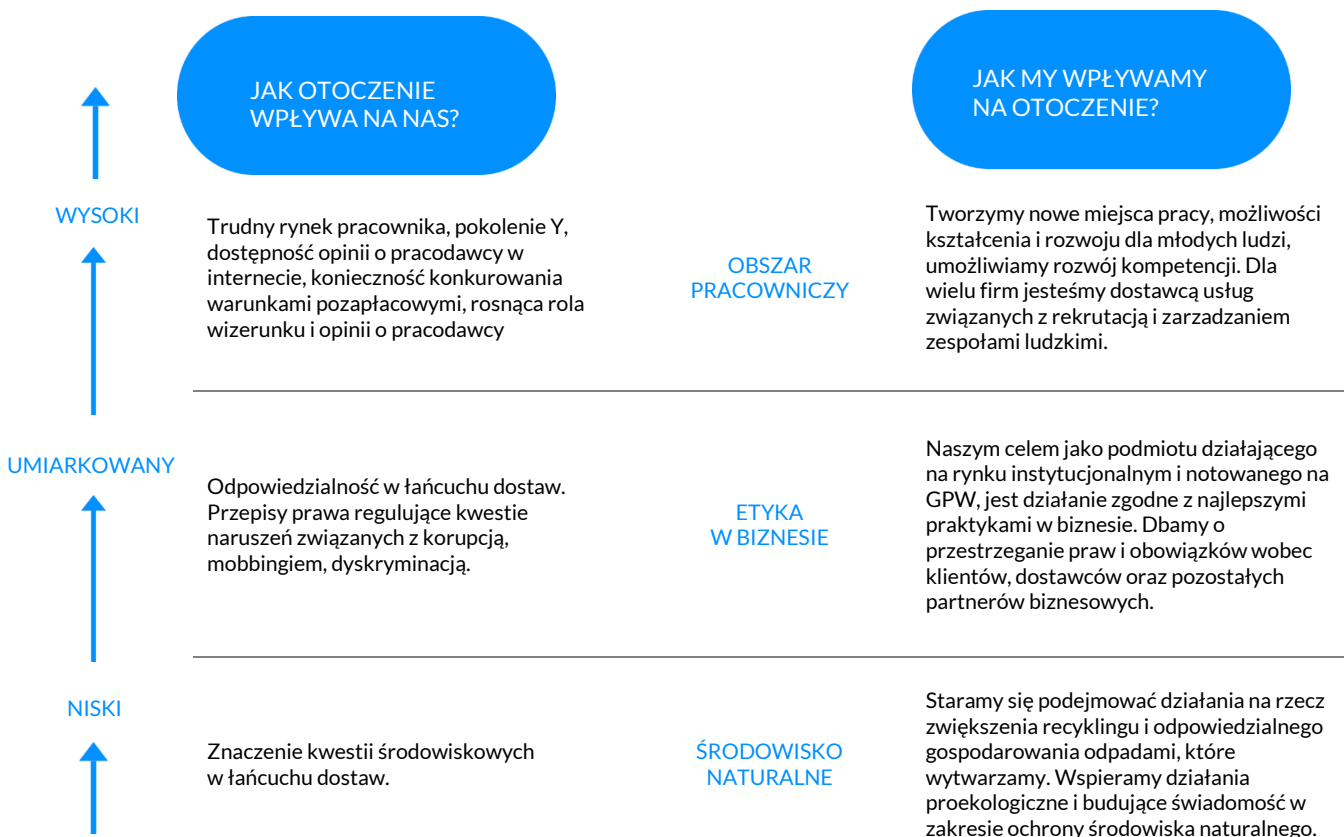 JAK OTOCZENIE
WPŁYWA NA NAS?
JAK MY WPŁYWAMY
NA OTOCZENIE?
WYSOKI
Trudny rynek pracownika, pokolenie Y,
dostępność opinii o pracodawcy w
internecie, konieczność konkurowania
warunkami pozapłacowymi, rosnąca rola
wizerunku i opinii o pracodawcy
OBSZAR
PRACOWNICZY
Tworzymy nowe miejsca pracy, możliwości
kształcenia i rozwoju dla młodych ludzi,
umożliwiamy rozwój kompetencji. Dla
wielu firm jesteśmy dostawcą usług
związanych z rekrutacją i zarzadzaniem
zespołami ludzkimi.
UMIARKOWANY
Odpowiedzialność w łańcuchu dostaw.
Przepisy prawa regulujące kwestie
naruszeń związanych z korupcją,
mobbingiem, dyskryminacją.
ETYKA
W BIZNESIE
Naszym celem jako podmiotu działającego
na rynku instytucjonalnym i notowanego na
GPW, jest działanie zgodne z najlepszymi
praktykami w biznesie. Dbamy o
przestrzeganie praw i obowiązków wobec
klientów, dostawców oraz pozostałych
partnerów biznesowych.
NISKI
Znaczenie kwestii środowiskowych
w łańcuchu dostaw.
ŚRODOWISKO
NATURALNE
Staramy się podejmować działania na rzecz
zwiększenia recyklingu i odpowiedzialnego
gospodarowania odpadami, które
wytwarzamy. Wspieramy działania
proekologiczne i budujące świadomość w
zakresie ochrony środowiska naturalnego.